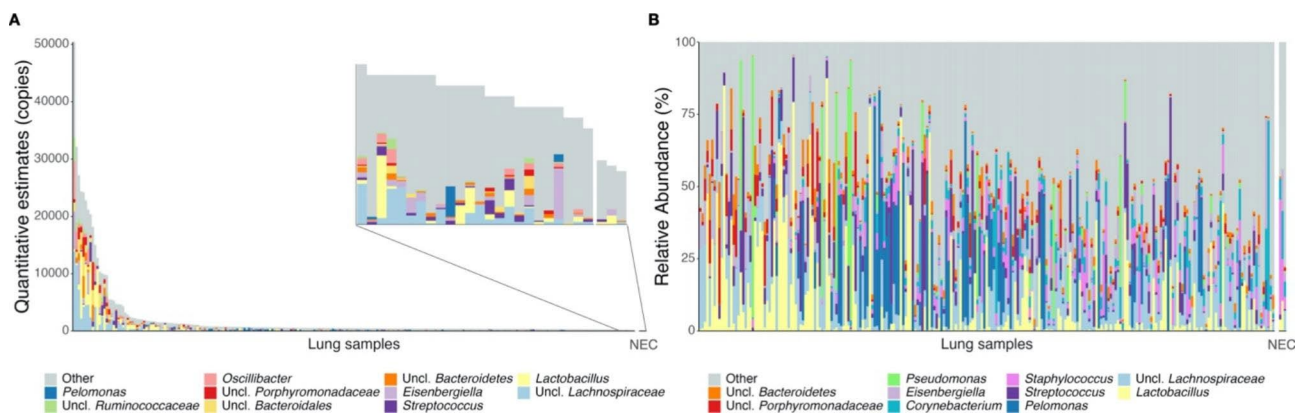 A
Quantitative estimates (copies)
50000
40000
30000
20000
10000
0
Lung samples
NEC
Other
Pelomonas
Uncl. Ruminococcaceae
Oscillibacter
Uncl. Porphyromonadaceae
Uncl. Bacteroidales
Uncl. Bacteroidetes
Eisenbergiella
Streptococcus
Lactobacillus
Uncl. Lachnospiraceae
B
Relative Abundance (%)
100
75
50
25
0
Lung samples
NEC
Other
Uncl. Bacteroidetes
Uncl. Porphyromonadaceae
Pseudomonas
Eisenbergiella
Corynebacterium
Staphylococcus
Streptococcus
Pelomonas
Uncl. Lachnospiraceae
Lactobacillus